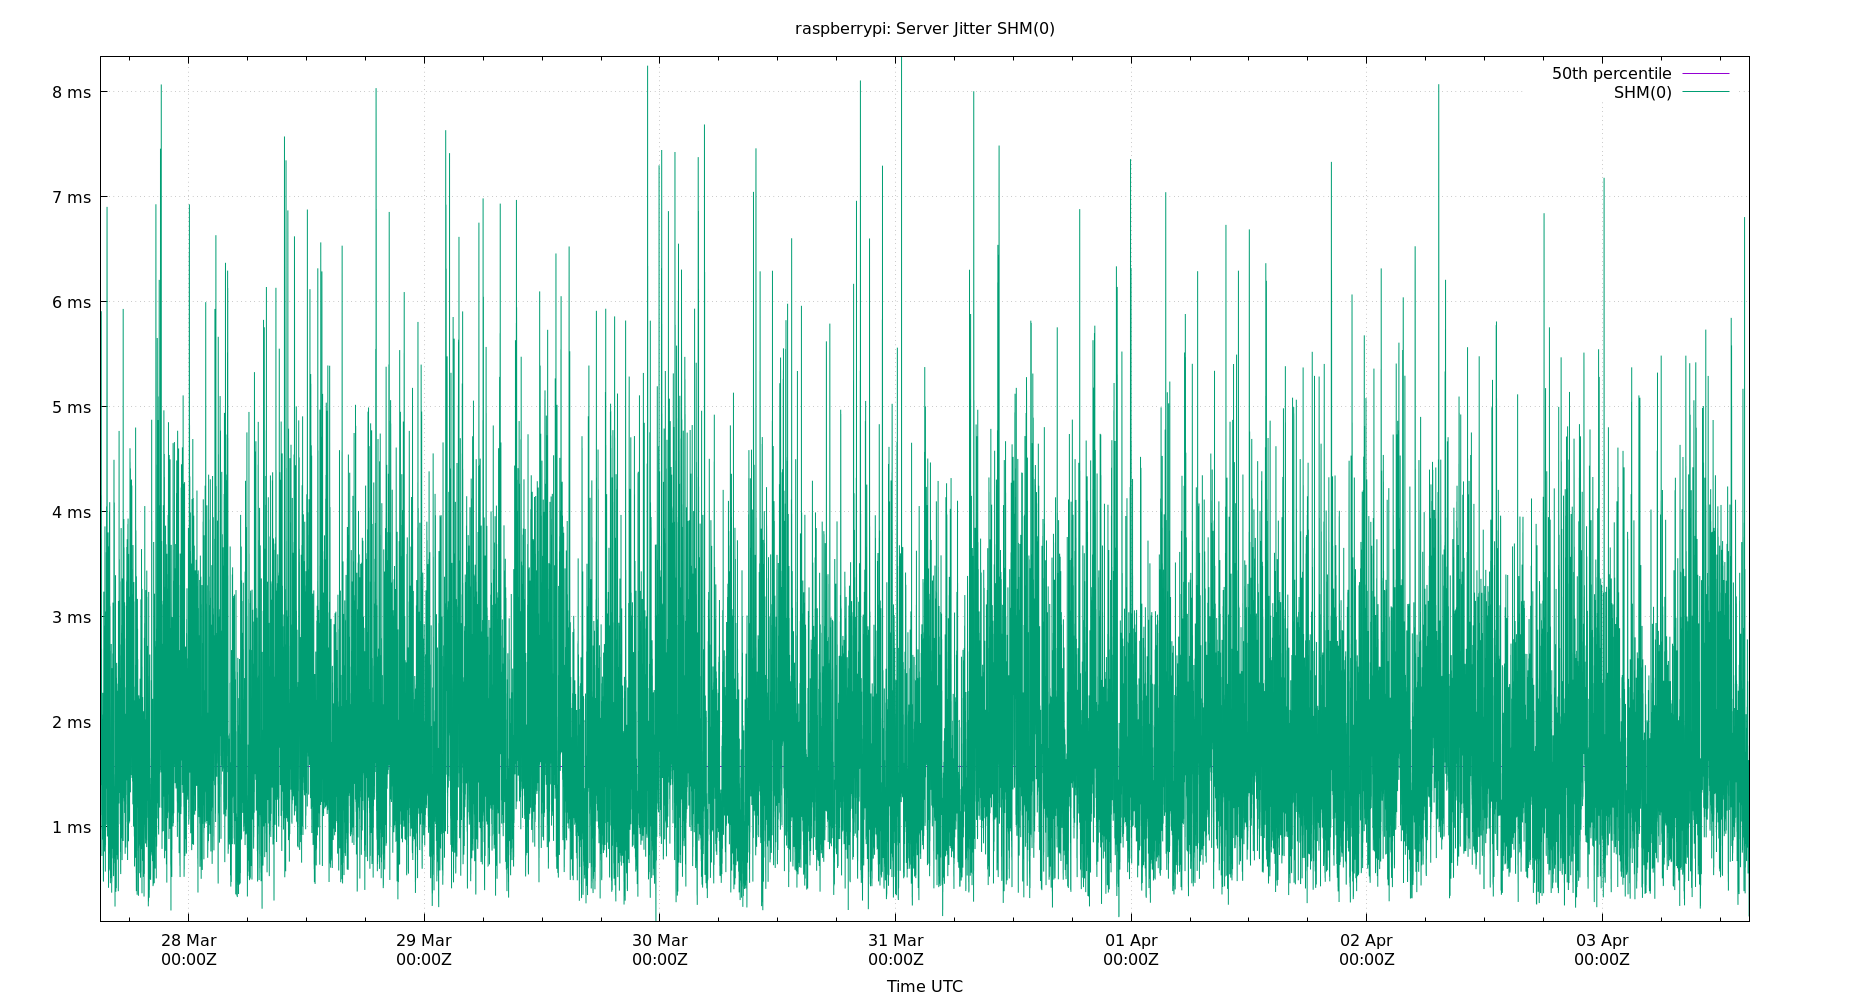 raspberrypi: Server Jitter SHM(0)
50th percentile
SHM(0)
8 ms
7 ms
6 ms
5 ms
4 ms
3 ms
2 ms
1 ms
28 Mar 29 Mar 30 Mar 31 Mar 01 Apr 02 Apr 03 Apr
00:00Z 00:00Z 00:00Z 00:00Z 00:00Z 00:00Z 00:00Z
Time UTC